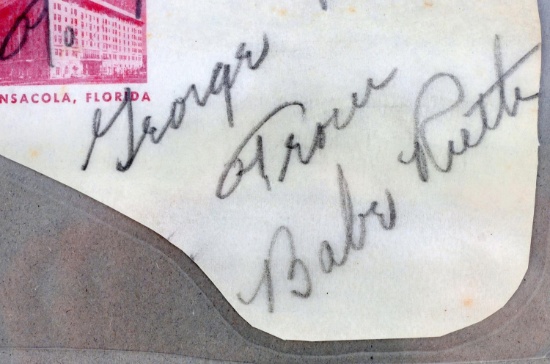 NSACOLA, FLORIDA
George
From
Babe Ruth